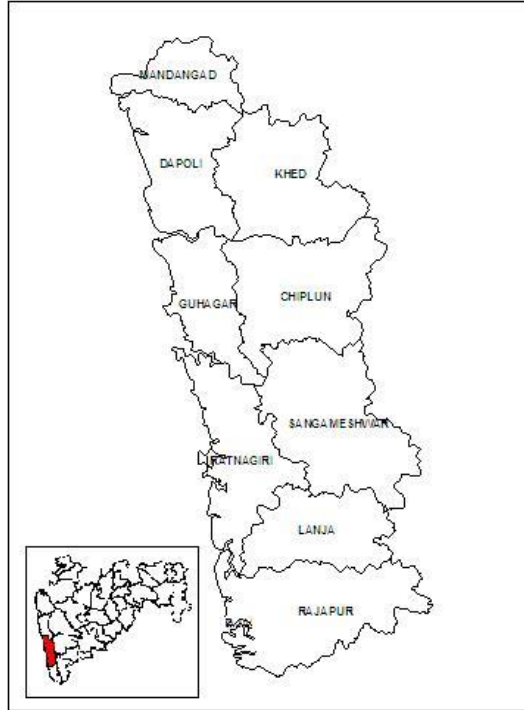 MANDANGAD
DAPOLI
KHED
GUHAGAR
CHIPLUN
SANGAMESHWAR
RATNAGIRI
LANJA
RAJAPUR